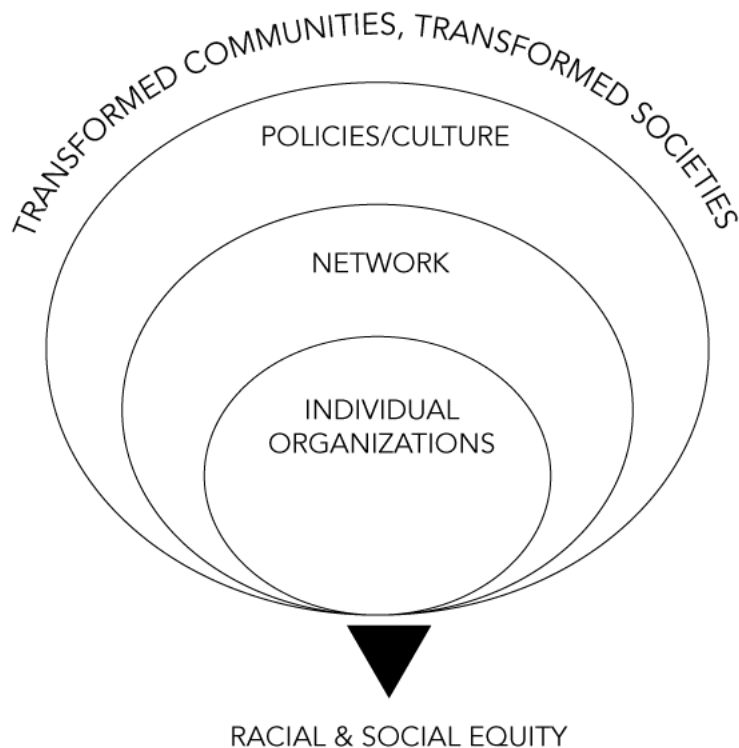 TRANSFORMED COMMUNITIES, TRANSFORMED SOCIETIES
POLICIES/CULTURE
NETWORK
INDIVIDUAL
ORGANIZATIONS
RACIAL & SOCIAL EQUITY